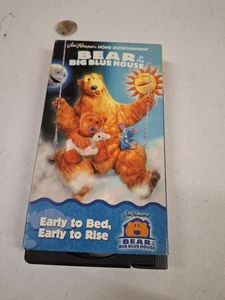 Jim Henson HOME ENTERTAINMENT
BEAR in the
BIG BLUE HOUSE
Early to Bed,
Early to Rise
Jim Henson's
BEAR in the
BIG BLUE HOUSE